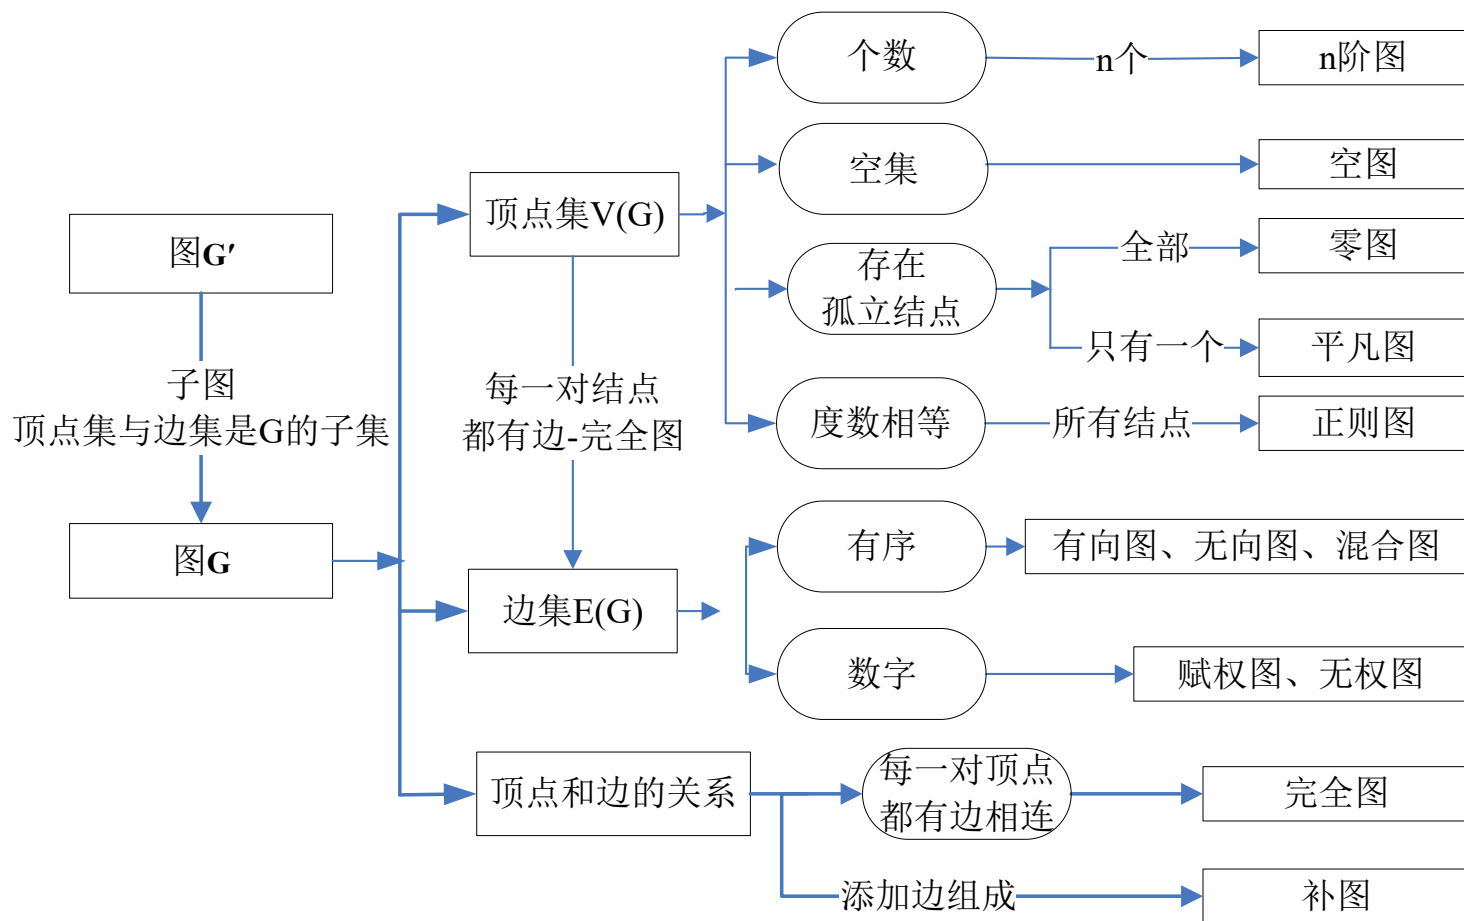 个数
n个
n阶图
空集
空图
顶点集V(G)
图G′
存在
孤立结点
全部
零图
只有一个
平凡图
子图
顶点集与边集是G的子集
每一对结点
都有边-完全图
度数相等
所有结点
正则图
图G
有序
有向图、无向图、混合图
边集E(G)
数字
赋权图、无权图
顶点和边的关系
每一对顶点
都有边相连
完全图
添加边组成
补图